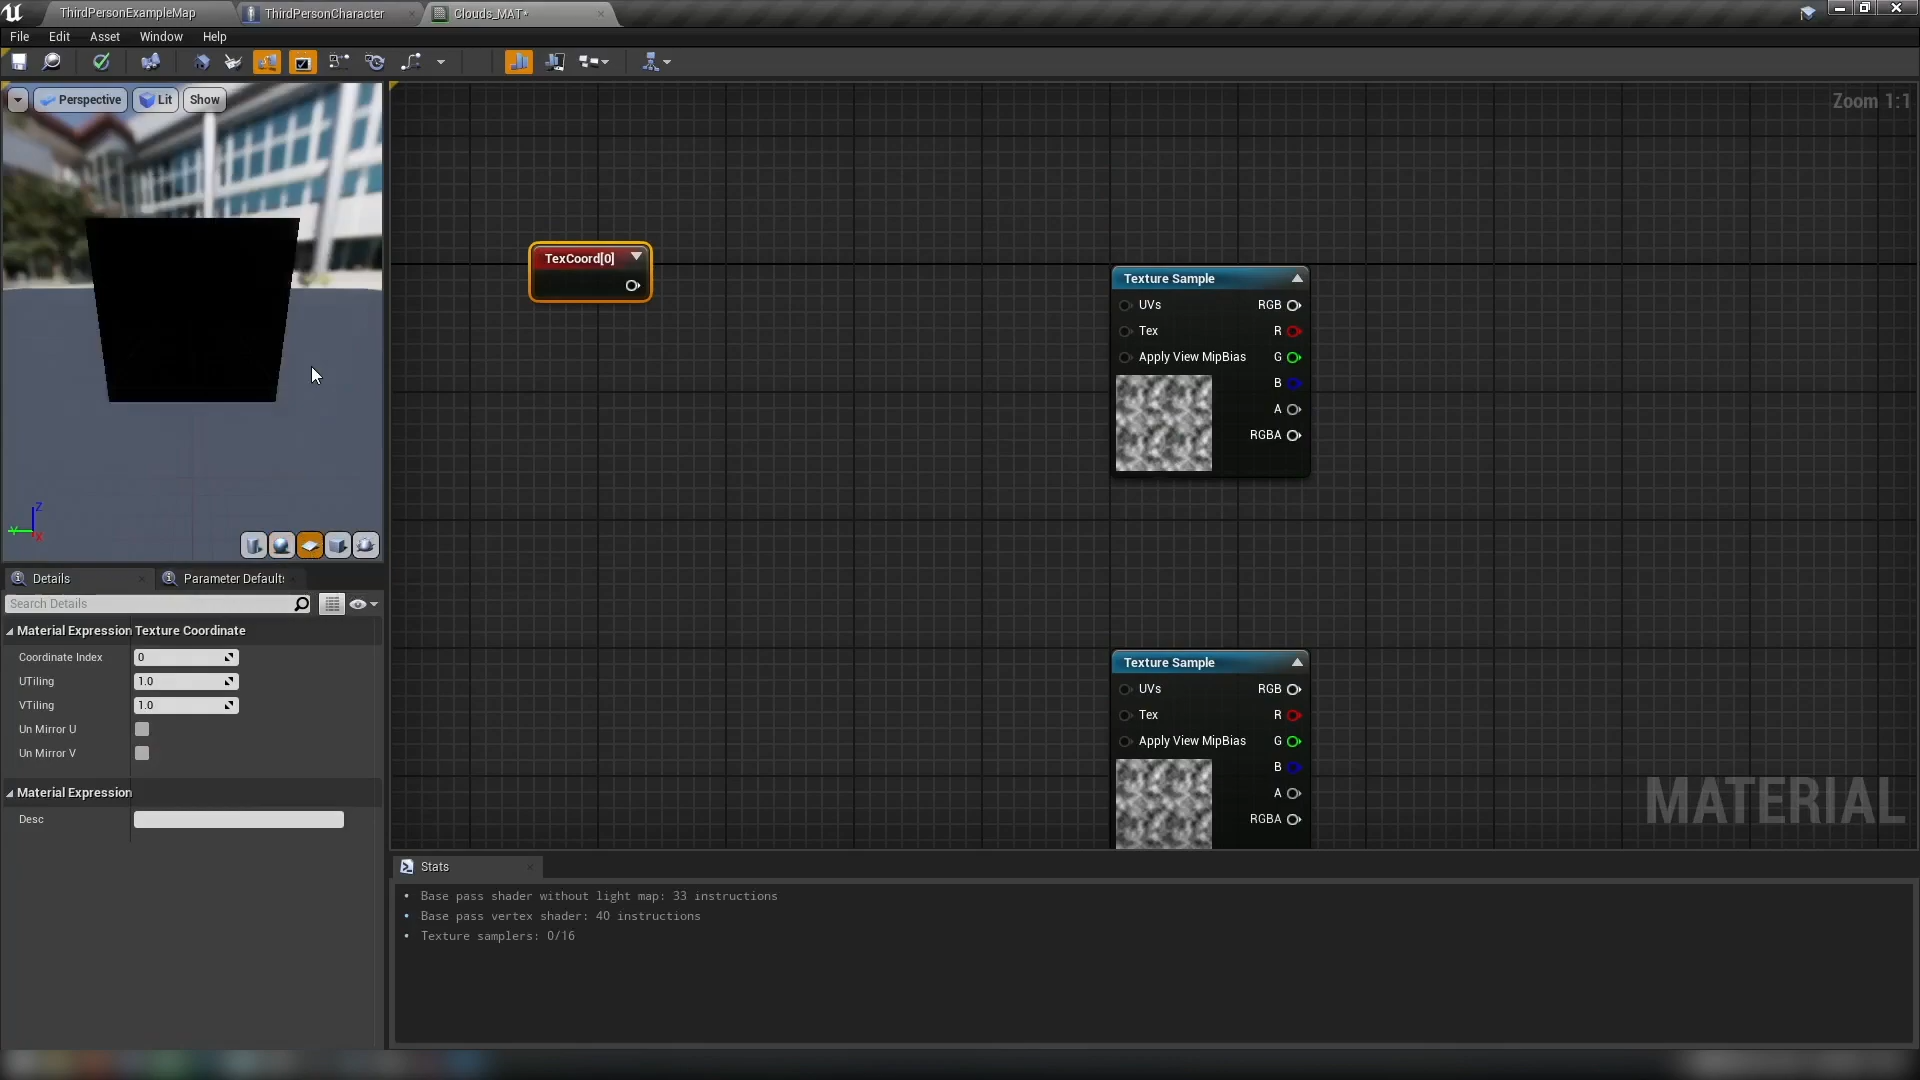 ThirdPersonExampleMap
ThirdPersonCharacter
Clouds_MAT*
File Edit Asset Window Help
Perspective Lit Show
Zoom 1:1
TexCoord[0]
Texture Sample
UVs RGB
Tex R
Apply View MipBias G
B
A
RGBA
Z
Y
X
Details
Parameter Defaults
Search Details
Material Expression Texture Coordinate
Coordinate Index 0
UTiling 1.0
VTiling 1.0
Un Mirror U
Un Mirror V
Material Expression
Desc
Texture Sample
UVs RGB
Tex R
Apply View MipBias G
B
A
RGBA
MATERIAL
Stats
• Base pass shader without light map: 33 instructions
• Base pass vertex shader: 40 instructions
• Texture samplers: 0/16